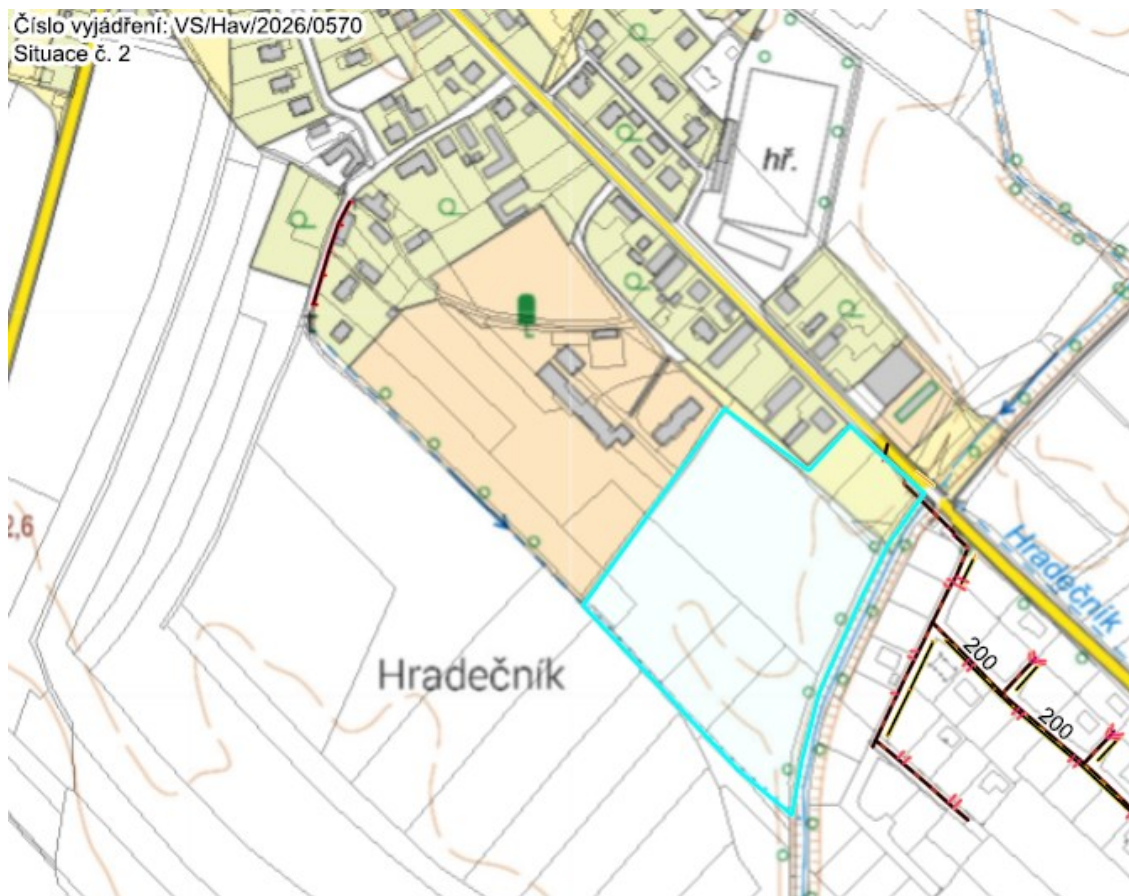 Číslo vyjádření: VS/Hav/2026/0570
Situace č. 2
hř.
2,6
Hradečník
200
Hradečník
200